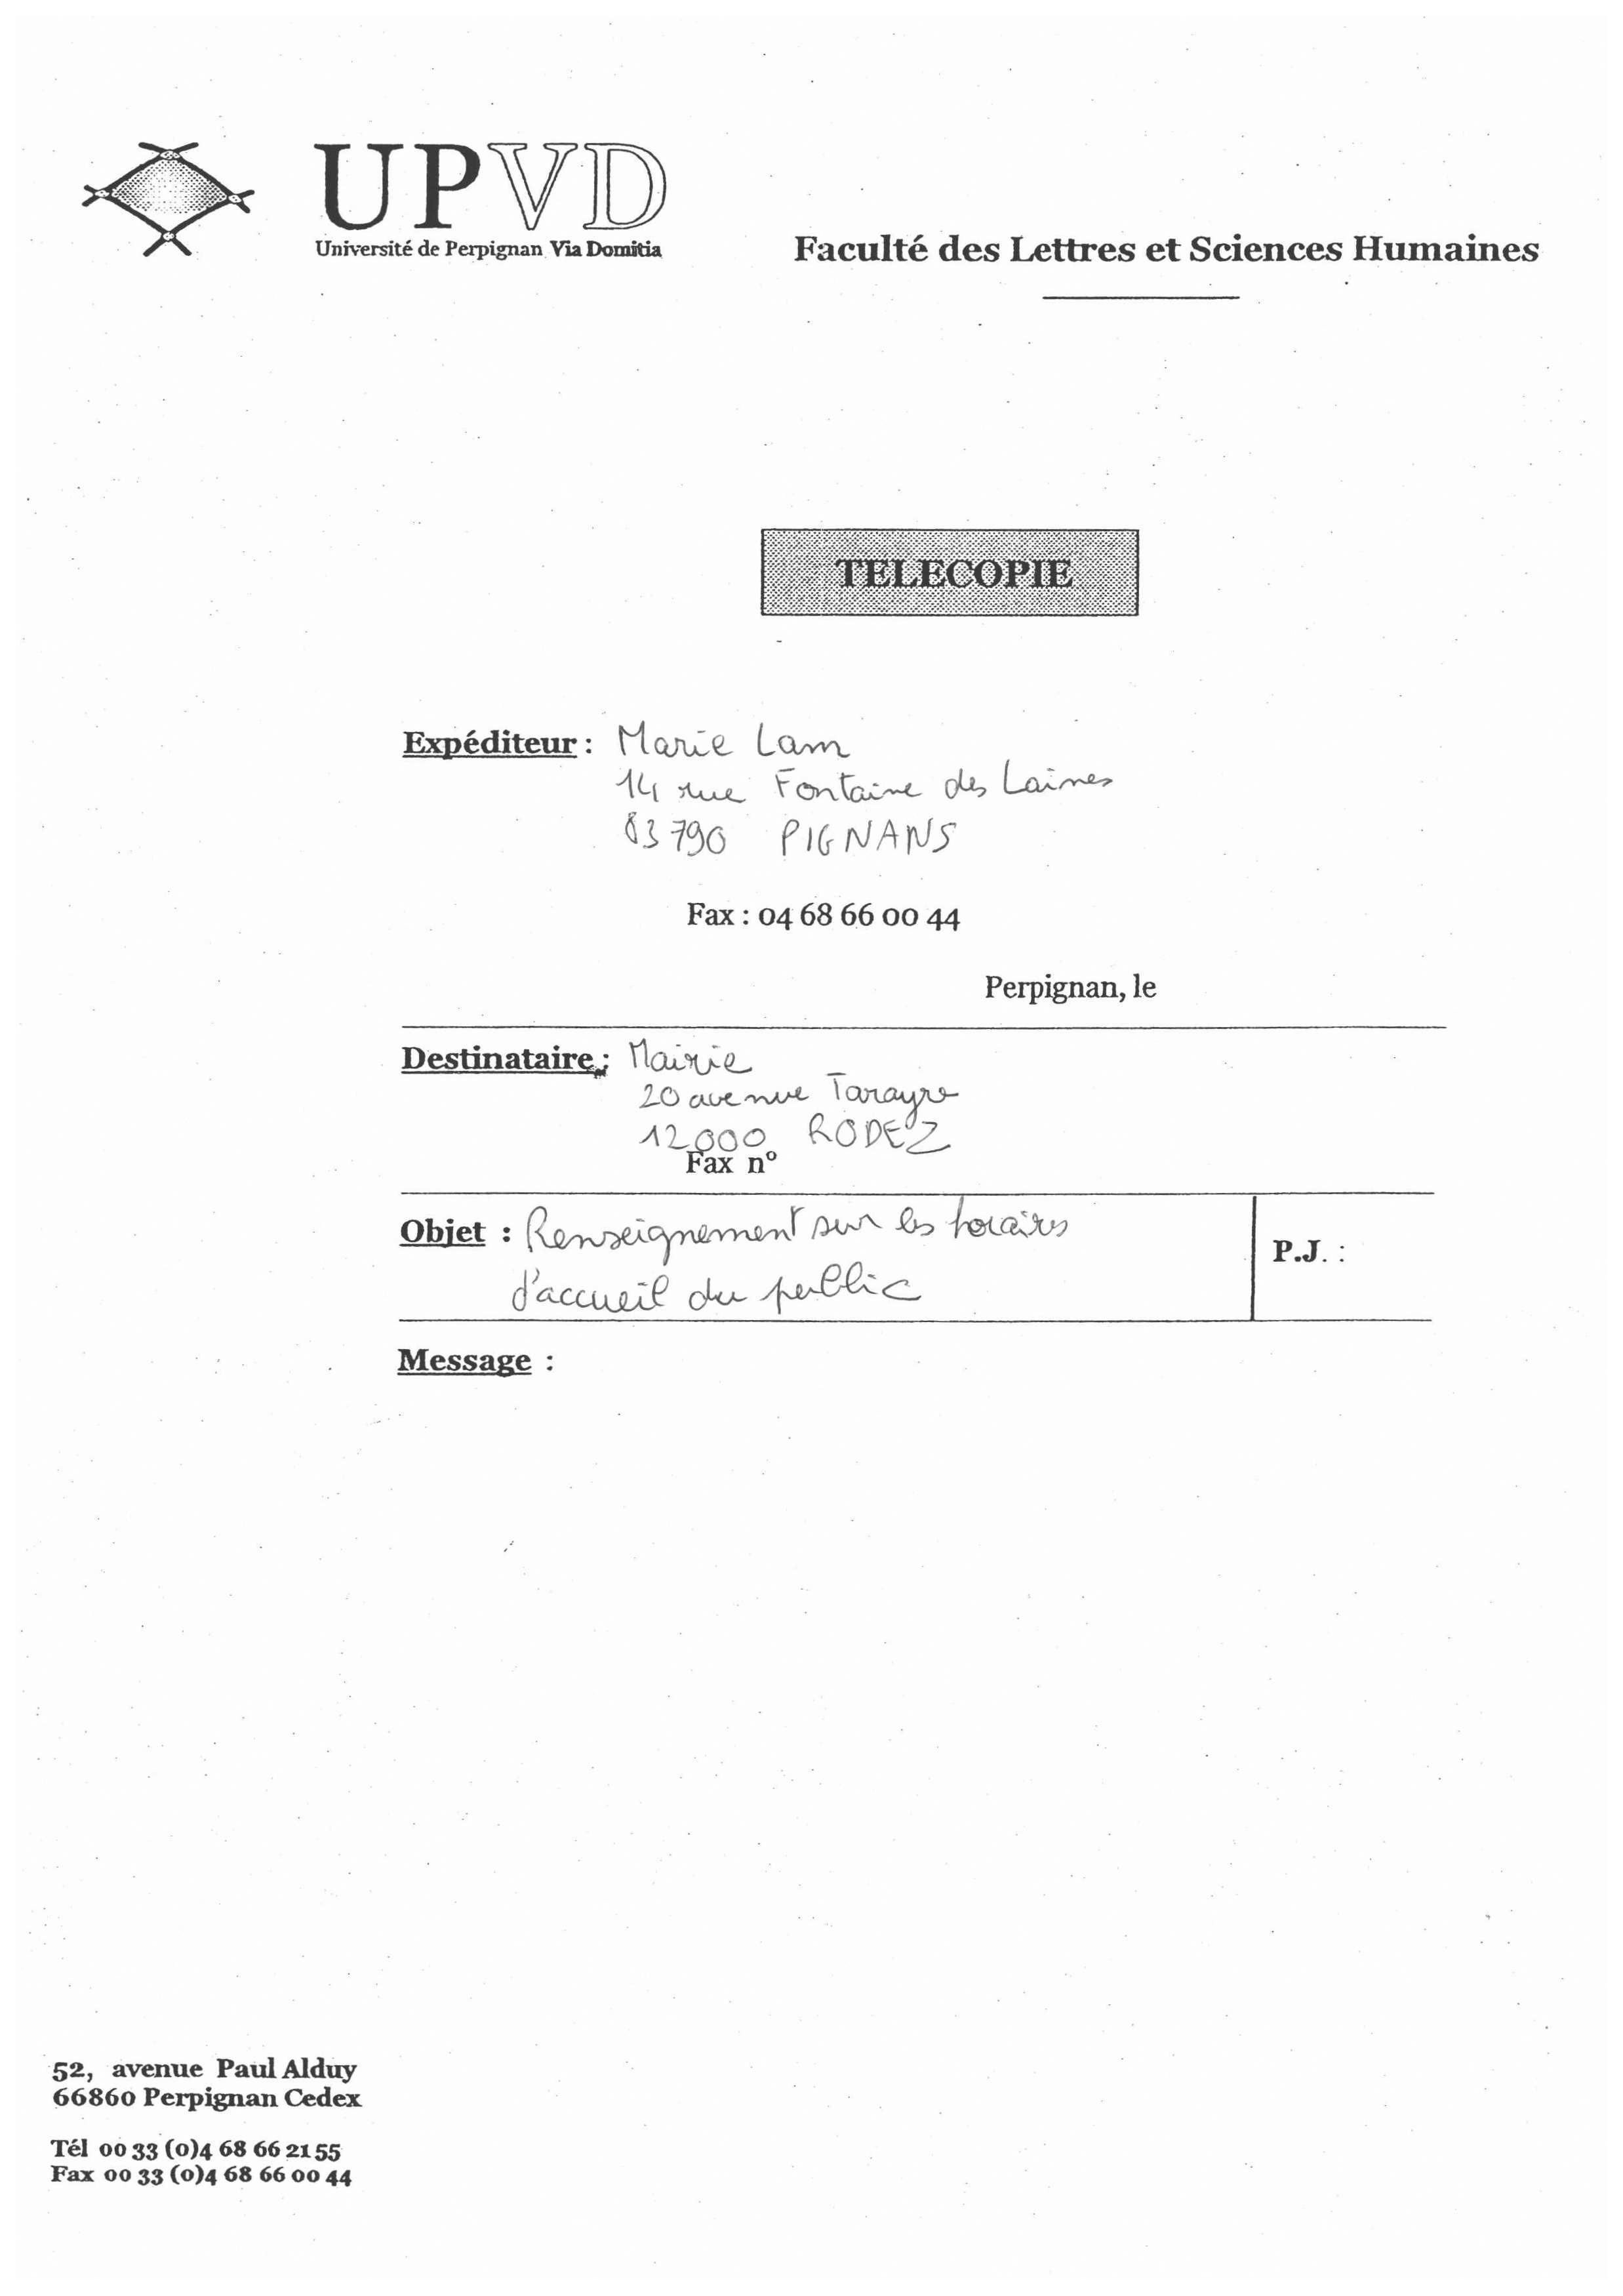 UPVD
Université de Perpignan Via Domitia
Faculté des Lettres et Sciences Humaines
TELECOPIE
Expéditeur : Marie Lam
14 rue Fontaine des Laines
83790 PIGNANS
Fax : 04 68 66 00 44
Perpignan, le
Destinataire : Mairie
20 avenue Tarayre
12000 RODEZ
Fax n°
Objet : Renseignement sur les horaires
d'accueil du public
P.J. :
Message :
52, avenue Paul Alduy
66860 Perpignan Cedex
Tél 00 33 (0)4 68 66 21 55
Fax 00 33 (0)4 68 66 00 44